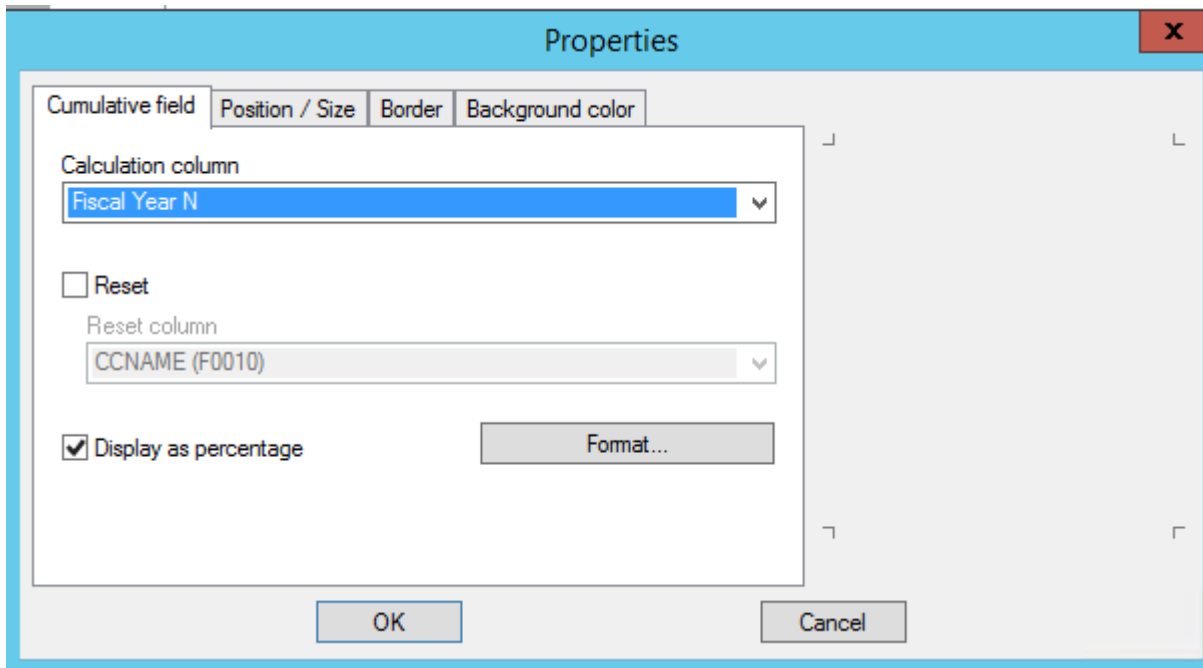 Properties
x
Cumulative field Position / Size Border Background color
Calculation column
Fiscal Year N
Reset
Reset column
CCNAME (F0010)
Display as percentage Format...
OK Cancel